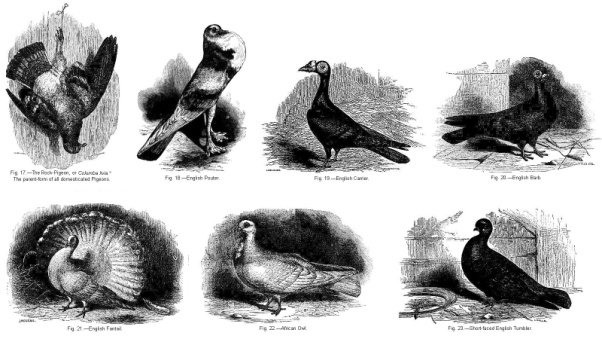 Fig. 17.—The Rock-Pigeon, or Columba livia.
The parent-form of all domesticated Pigeons.
Fig. 18.—English Pouter.
Fig. 19.—English Carrier.
Fig. 20.—English Barb.
Fig. 21.—English Fantail.
Fig. 22.—African Owl.
Fig. 23.—Short-faced English Tumbler.